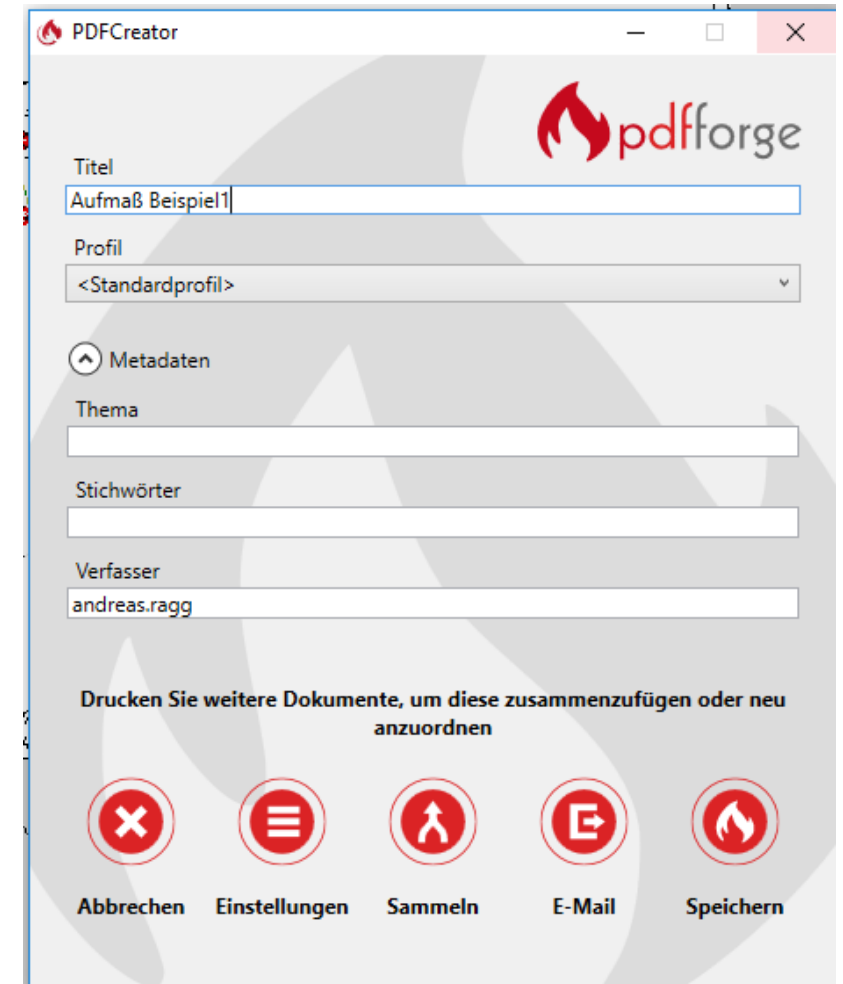 PDFCreator
pdfforge
Titel
Aufmaß Beispiel1
Profil
<Standardprofil>
Metadaten
Thema
Stichwörter
Verfasser
andreas.ragg
Drucken Sie weitere Dokumente, um diese zusammenzufügen oder neu
anzuordnen
Abbrechen Einstellungen Sammeln E-Mail Speichern